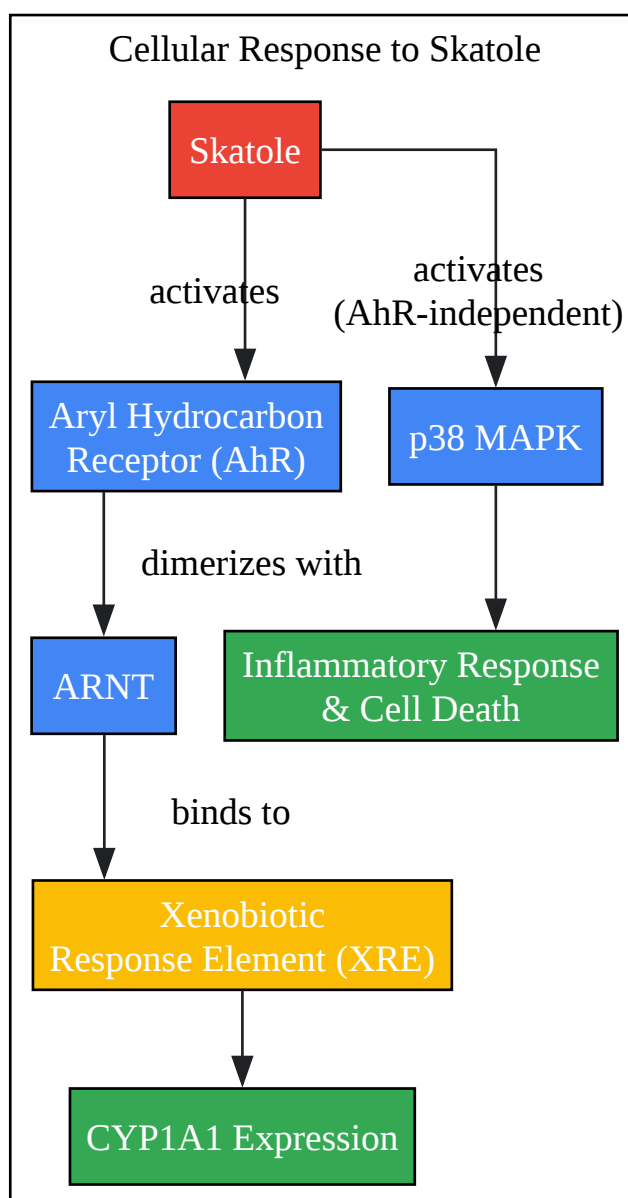 Cellular Response to Skatole
Skatole
activates
activates
(AhR-independent)
Aryl Hydrocarbon
Receptor (AhR)
p38 MAPK
dimerizes with
ARNT
Inflammatory Response
& Cell Death
binds to
Xenobiotic
Response Element (XRE)
CYP1A1 Expression